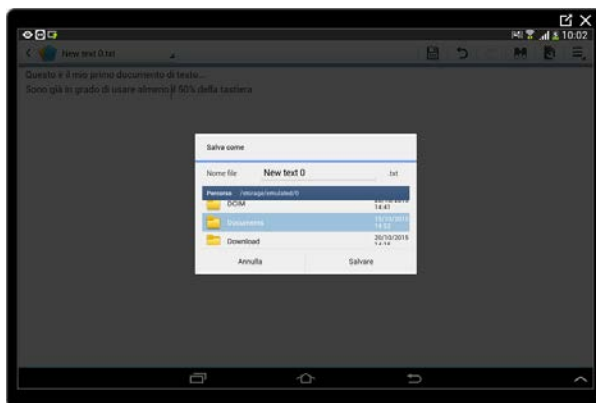 10:02
New text 0.txt
Questo è il mio primo documento di testo...
Sono già in grado di usare almeno il 50% della tastiera
Salva come
Nome file New text 0 .txt
Percorso /storage/emulated/0
DCIM 14:41
Documents
Download 20/10/2015
Annulla Salvare